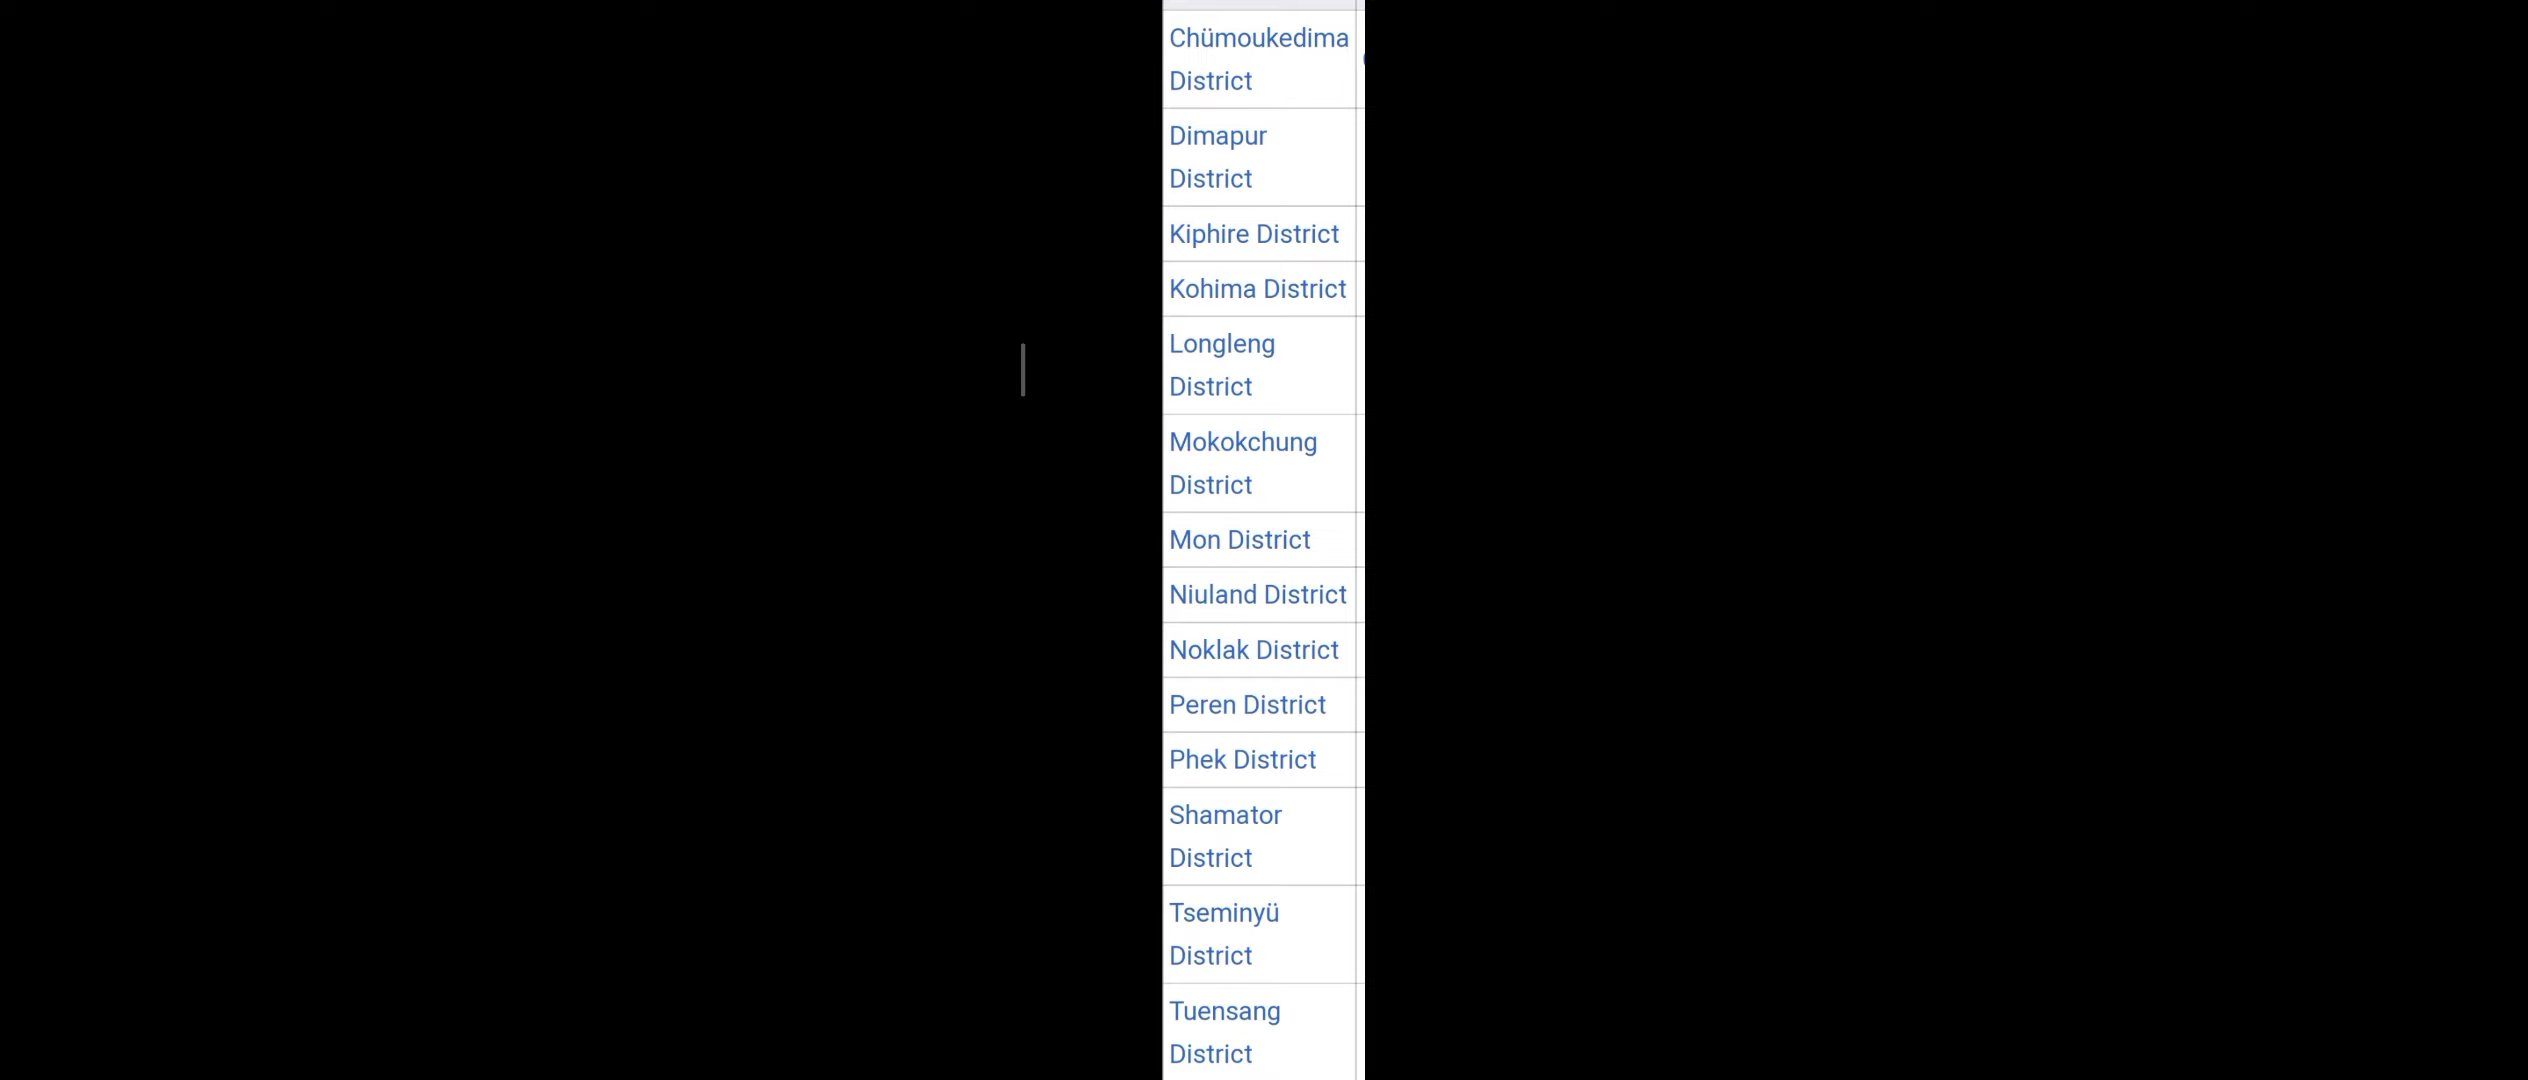 Chümoukedima
District
Dimapur
District
Kiphire District
Kohima District
Longleng
District
Mokokchung
District
Mon District
Niuland District
Noklak District
Peren District
Phek District
Shamator
District
Tseminyü
District
Tuensang
District